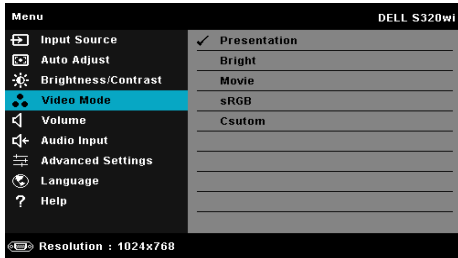 Menu DELL S320wi
Input Source ✓ Presentation
Auto Adjust Bright
Brightness/Contrast Movie
Video Mode sRGB
Volume Csutom
Audio Input
Advanced Settings
Language
? Help
Resolution : 1024x768